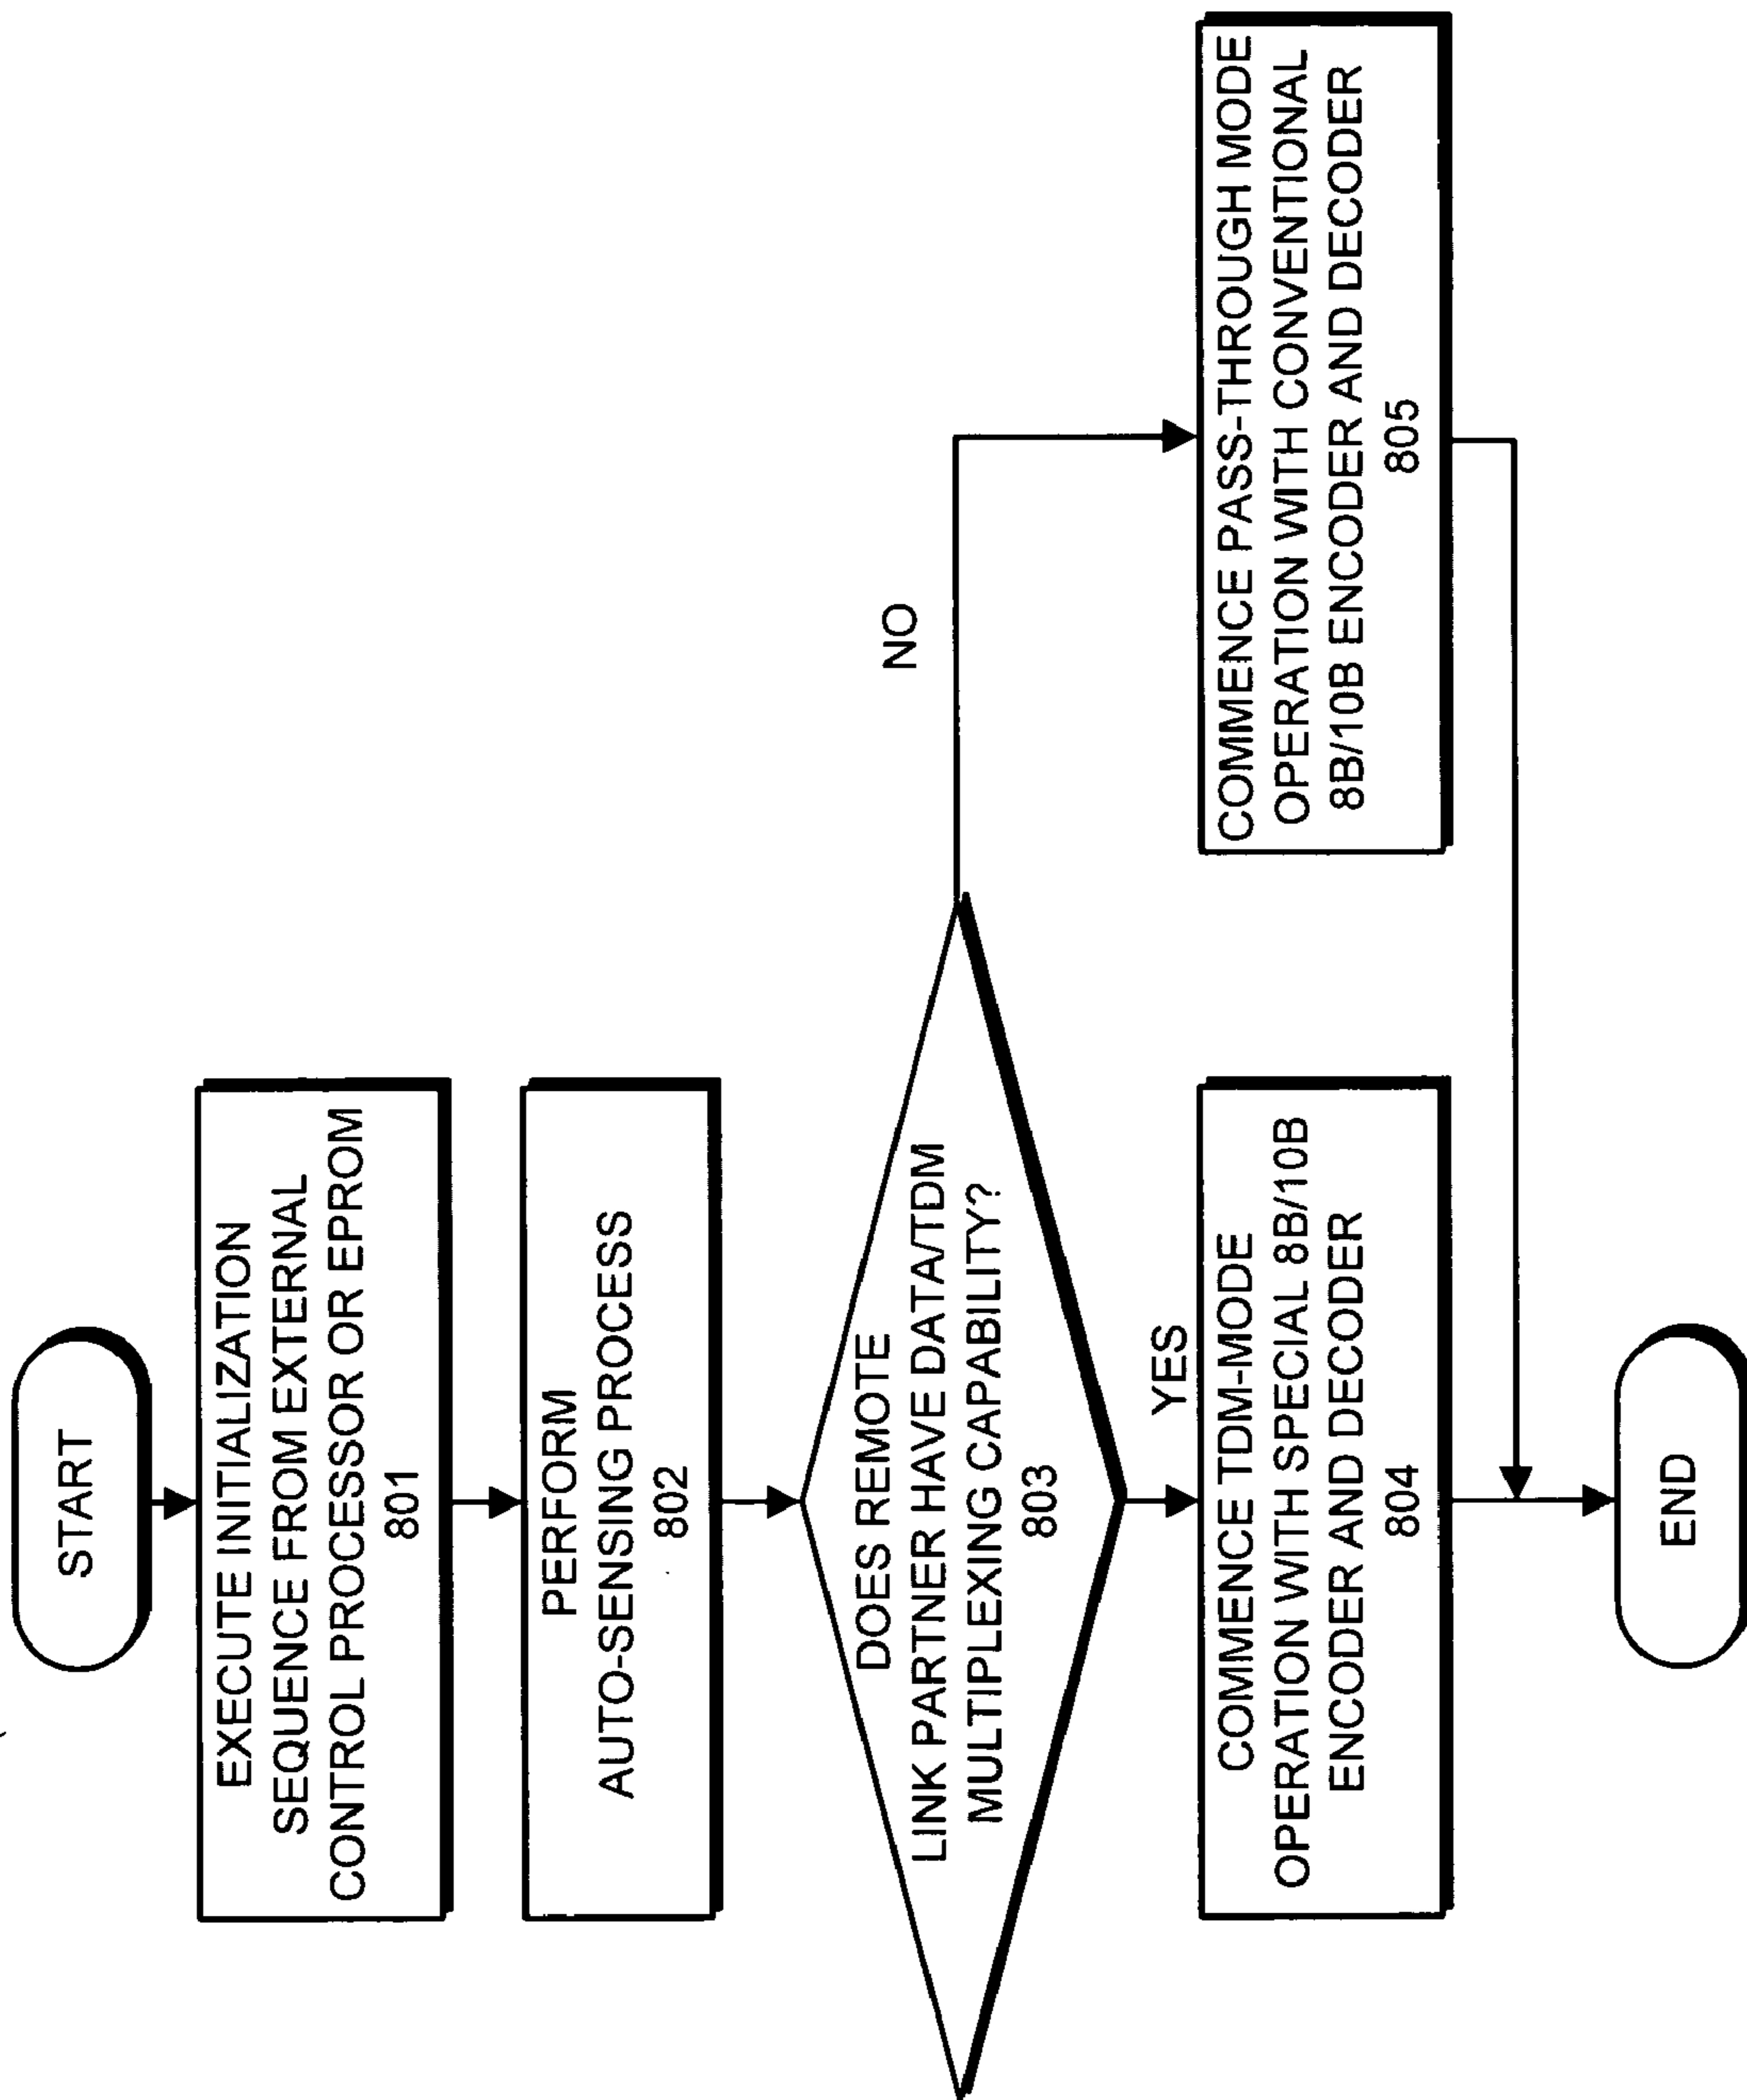 START
EXECUTE INITIALIZATION
SEQUENCE FROM EXTERNAL
CONTROL PROCESSOR OR EPROM
801
PERFORM
AUTO-SENSING PROCESS
802
DOES REMOTE
LINK PARTNER HAVE DATA/TDM
MULTIPLEXING CAPABILITY?
803
NO
YES
COMMENCE TDM-MODE
OPERATION WITH SPECIAL 8B/10B
ENCODER AND DECODER
804
COMMENCE PASS-THROUGH MODE
OPERATION WITH CONVENTIONAL
8B/10B ENCODER AND DECODER
805
END